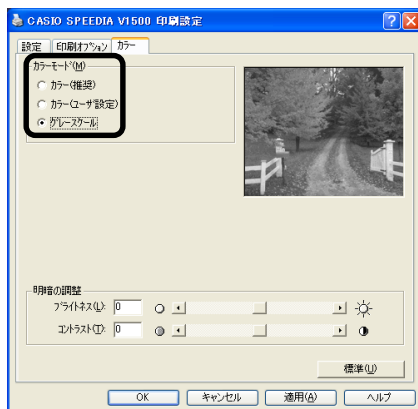 CASIO SPEEDIA V1500 印刷設定
設定 印刷オプション カラー
カラーモード(M)
カラー(推奨)
カラー(ユーザ設定)
グレースケール
明暗の調整
ブライトネス(L): 0
コントラスト(T): 0
標準(U)
OK キャンセル 適用(A) ヘルプ